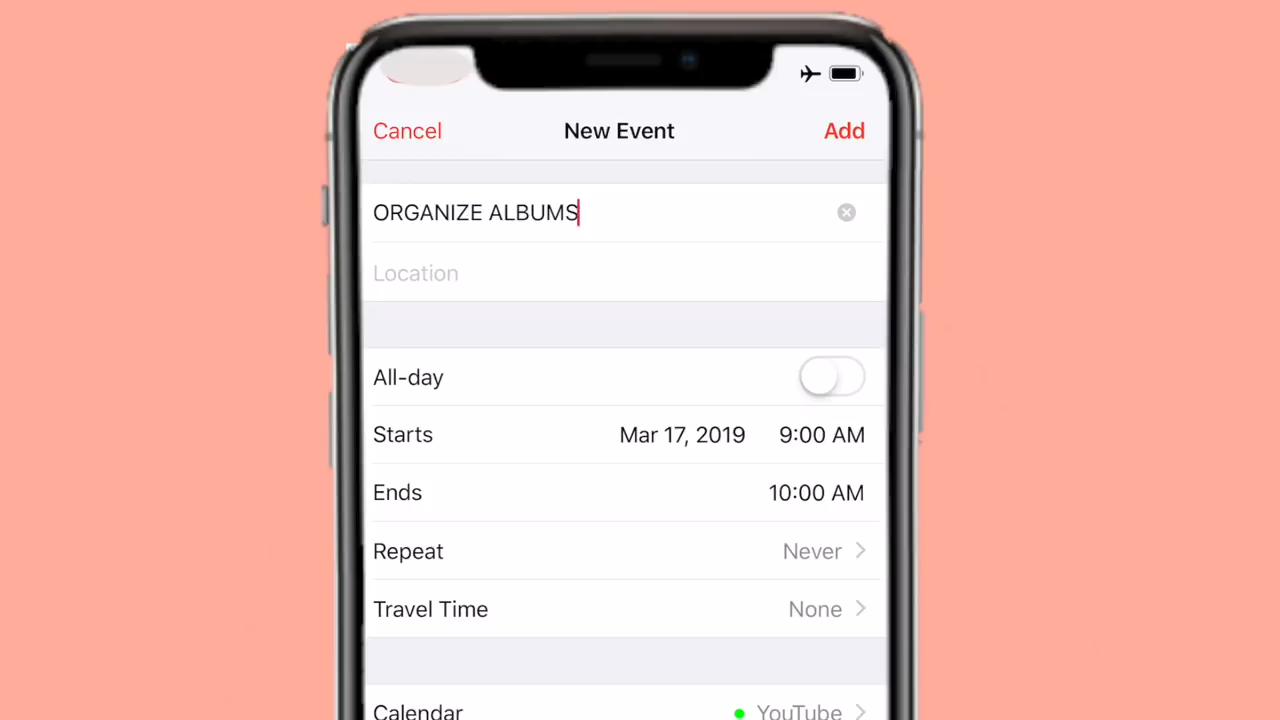 Cancel New Event Add
ORGANIZE ALBUMS
Location
All-day
Starts Mar 17, 2019 9:00 AM
Ends 10:00 AM
Repeat Never
Travel Time None
Calendar YouTube